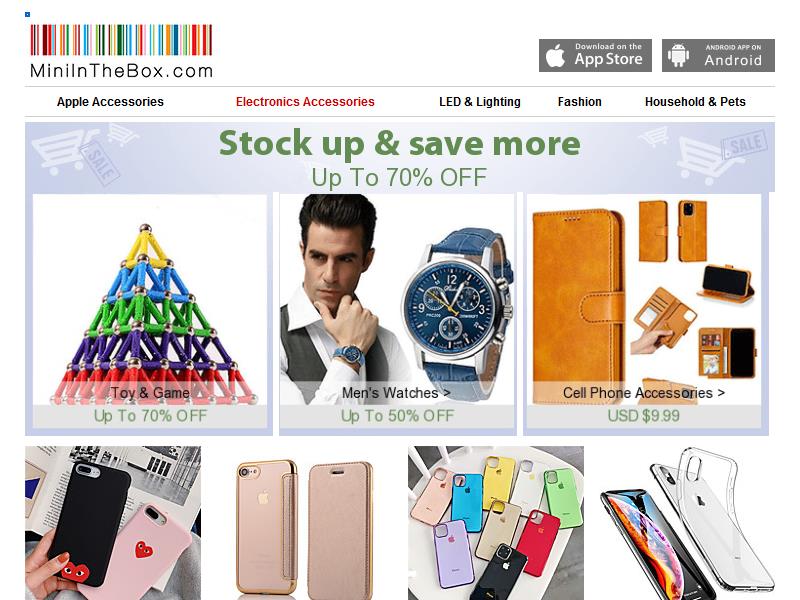 MiniInTheBox.com
Download on the
App Store
ANDROID APP ON
Android
Apple Accessories
Electronics Accessories
LED & Lighting
Fashion
Household & Pets
Stock up & save more
Up To 70% OFF
SALE
SALE
Toy & Game
Up To 70% OFF
Men's Watches >
Up To 50% OFF
Cell Phone Accessories >
USD $9.99